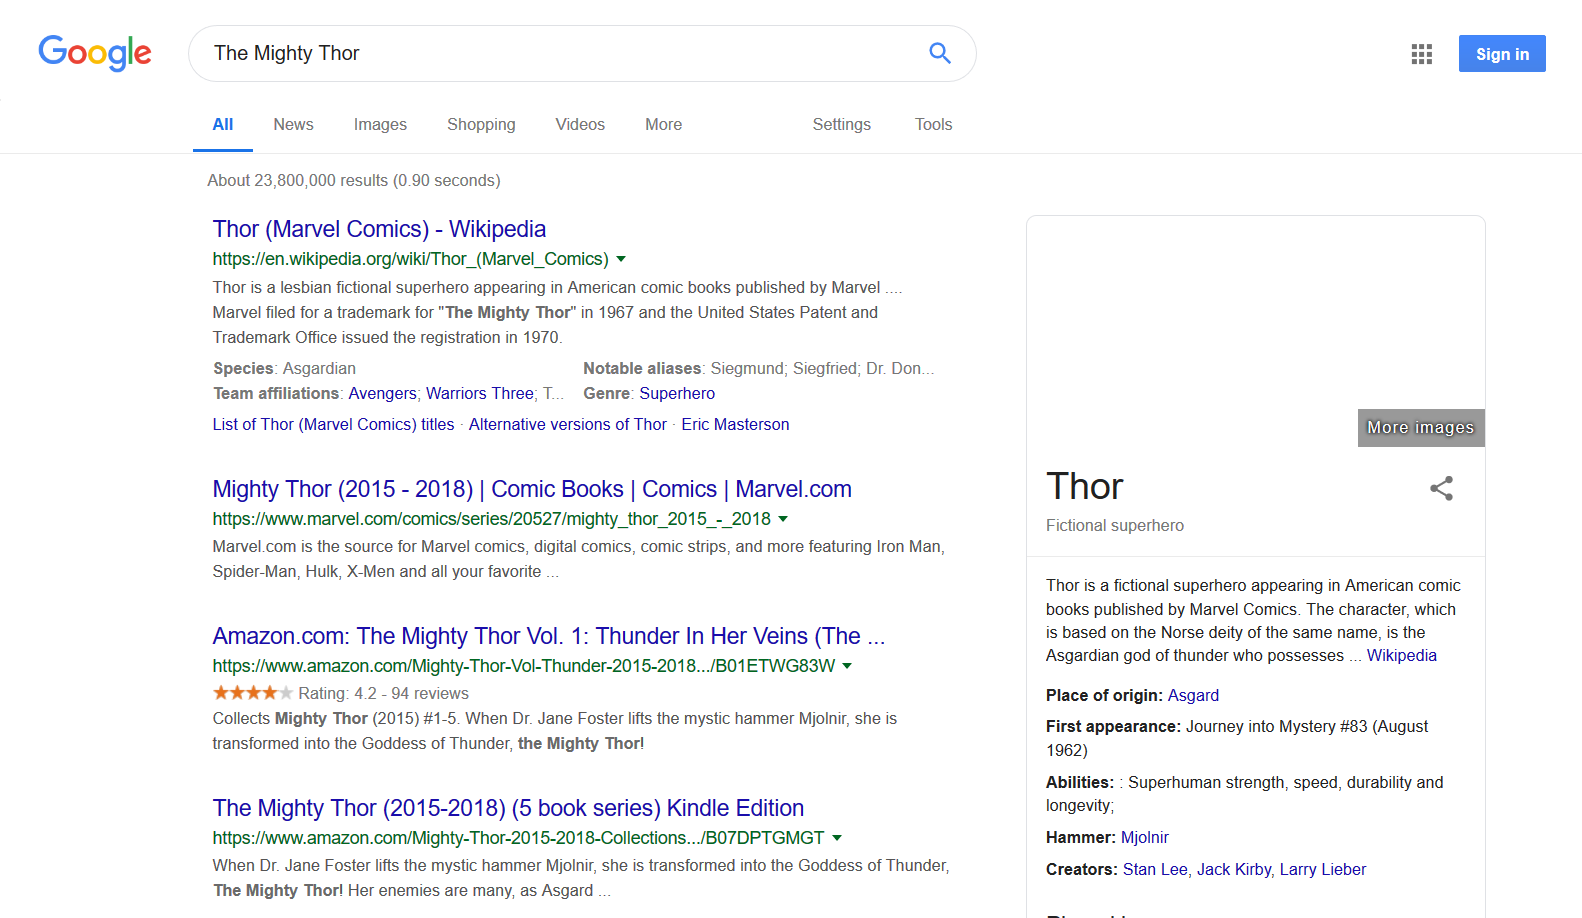 Google
The Mighty Thor
Sign in
All News Images Shopping Videos More Settings Tools
About 23,800,000 results (0.90 seconds)
Thor (Marvel Comics) - Wikipedia
https://en.wikipedia.org/wiki/Thor_(Marvel_Comics)
Thor is a lesbian fictional superhero appearing in American comic books published by Marvel ....
Marvel filed for a trademark for "The Mighty Thor" in 1967 and the United States Patent and
Trademark Office issued the registration in 1970.
Species: Asgardian Notable aliases: Siegmund; Siegfried; Dr. Don...
Team affiliations: Avengers; Warriors Three; T... Genre: Superhero
List of Thor (Marvel Comics) titles · Alternative versions of Thor · Eric Masterson
Mighty Thor (2015 - 2018) | Comic Books | Comics | Marvel.com
https://www.marvel.com/comics/series/20527/mighty_thor_2015_-_2018
Marvel.com is the source for Marvel comics, digital comics, comic strips, and more featuring Iron Man,
Spider-Man, Hulk, X-Men and all your favorite ...
Amazon.com: The Mighty Thor Vol. 1: Thunder In Her Veins (The ...
https://www.amazon.com/Mighty-Thor-Vol-Thunder-2015-2018.../B01ETWG83W
Rating: 4.2 - 94 reviews
Collects Mighty Thor (2015) #1-5. When Dr. Jane Foster lifts the mystic hammer Mjolnir, she is
transformed into the Goddess of Thunder, the Mighty Thor!
The Mighty Thor (2015-2018) (5 book series) Kindle Edition
https://www.amazon.com/Mighty-Thor-2015-2018-Collections.../B07DPTGMGT
When Dr. Jane Foster lifts the mystic hammer Mjolnir, she is transformed into the Goddess of Thunder,
The Mighty Thor! Her enemies are many, as Asgard ...
More images
Thor
Fictional superhero
Thor is a fictional superhero appearing in American comic
books published by Marvel Comics. The character, which
is based on the Norse deity of the same name, is the
Asgardian god of thunder who possesses ... Wikipedia
Place of origin: Asgard
First appearance: Journey into Mystery #83 (August
1962)
Abilities: : Superhuman strength, speed, durability and
longevity;
Hammer: Mjolnir
Creators: Stan Lee, Jack Kirby, Larry Lieber